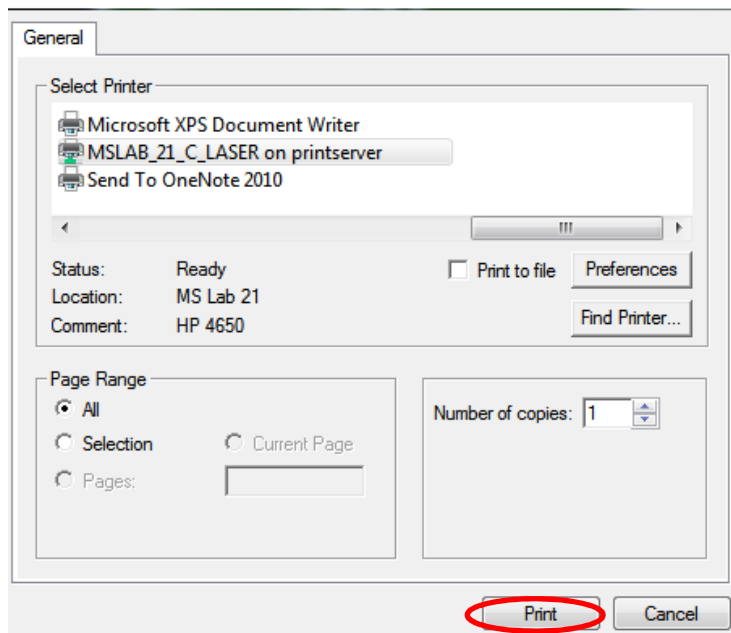 General
Select Printer
Microsoft XPS Document Writer
MSLAB_21_C_LASER on printserver
Send To OneNote 2010
Status: Ready
Print to file
Preferences
Location: MS Lab 21
Comment: HP 4650
Find Printer...
Page Range
All
Number of copies: 1
Selection
Current Page
Pages:
Print
Cancel